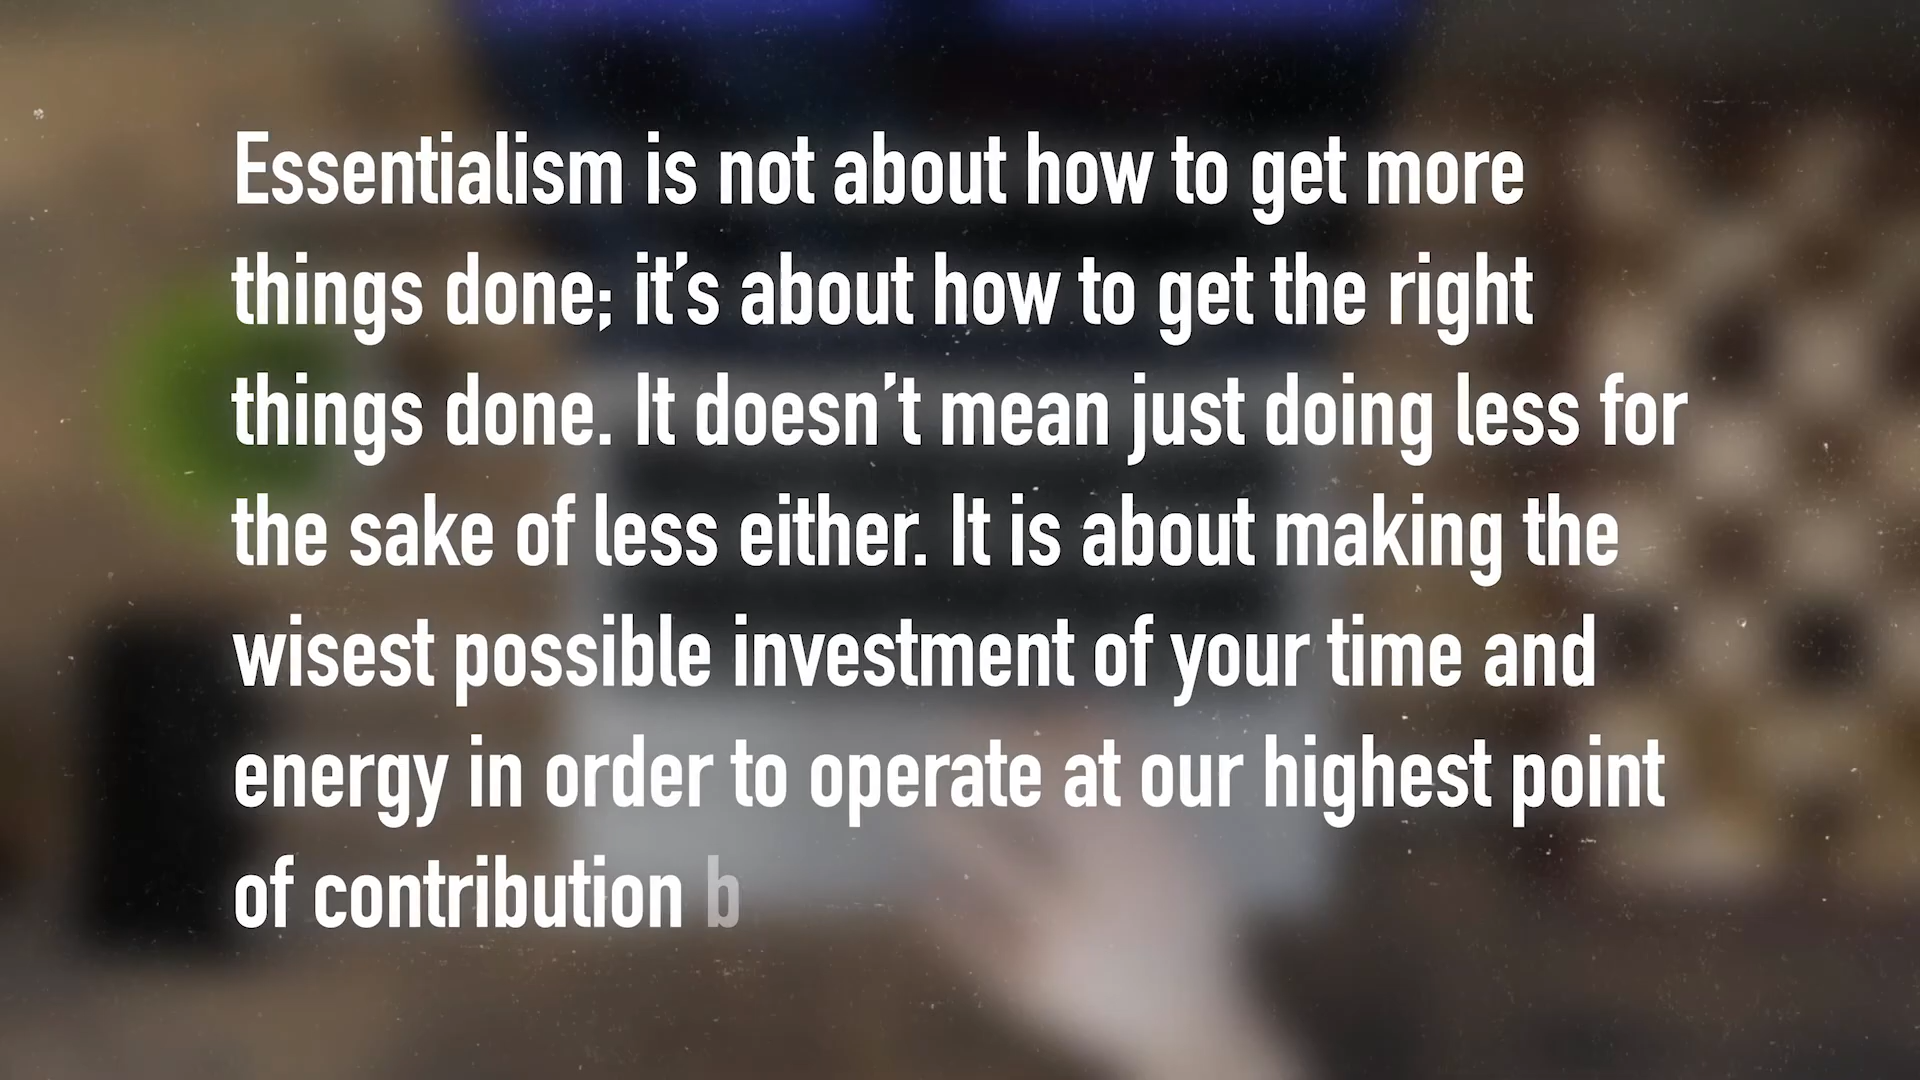 Essentialism is not about how to get more
things done; it's about how to get the right
things done. It doesn't mean just doing less for
the sake of less either. It is about making the
wisest possible investment of your time and
energy in order to operate at our highest point
of contribution b